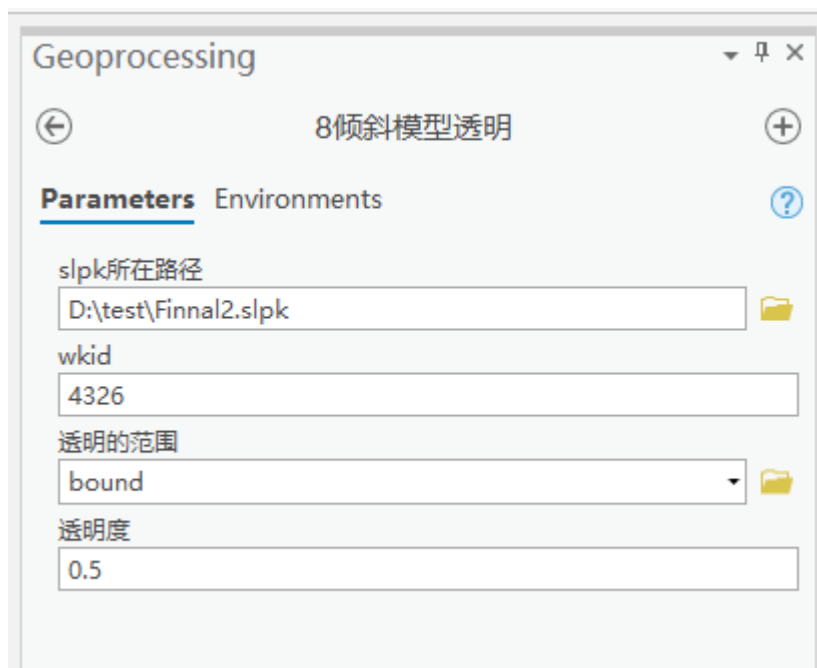 Geoprocessing
8倾斜模型透明
Parameters Environments
slpk所在路径
D:\test\Finnal2.slpk
wkid
4326
透明的范围
bound
透明度
0.5